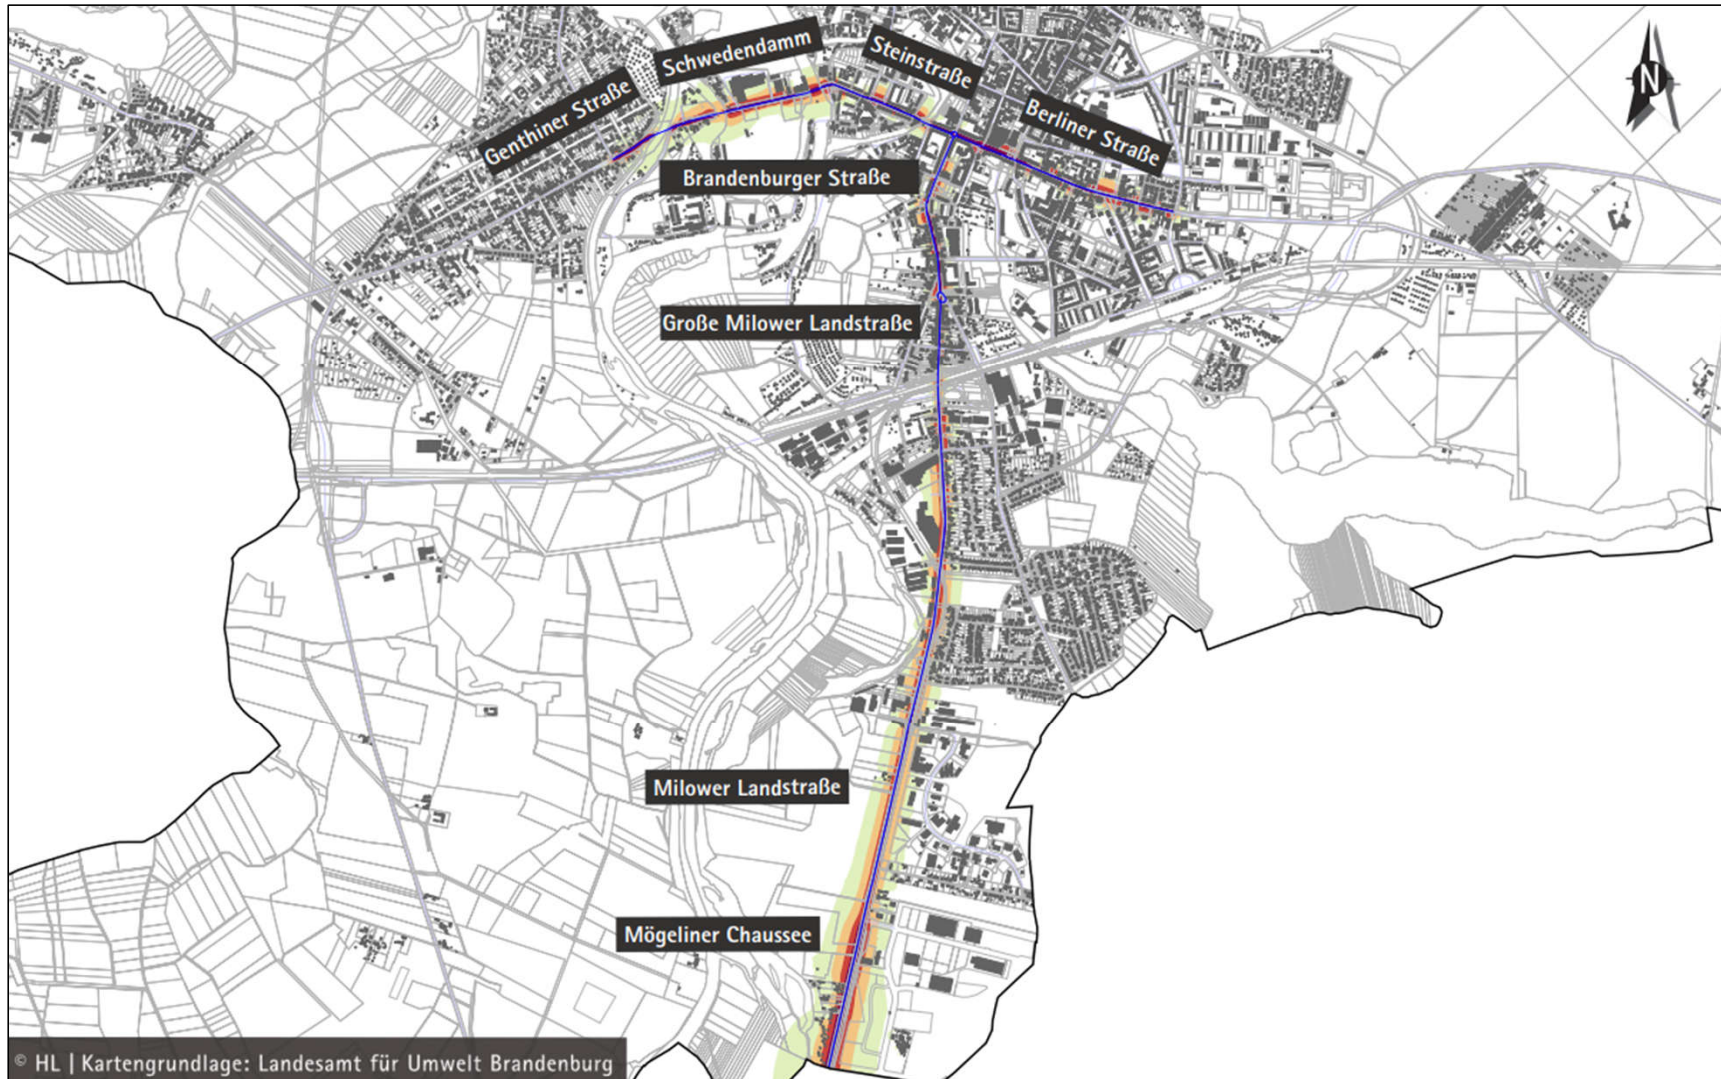 Schwedendamm
Steinstraße
Genthiner Straße
Berliner Straße
N
Brandenburger Straße
Große Milower Landstraße
Milower Landstraße
Mögeliner Chaussee
© HL | Kartengrundlage: Landesamt für Umwelt Brandenburg